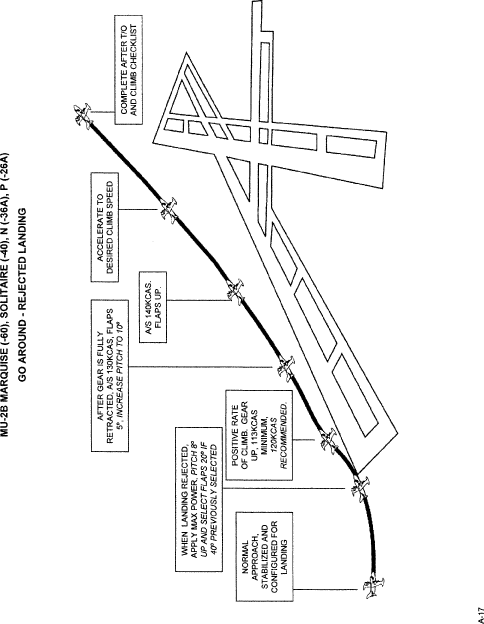 MU-2B MARQUISE (-60), SOLITAIRE (-40), N (-36A), P (-26A)
GO AROUND - REJECTED LANDING
NORMAL
APPROACH,
STABILIZED AND
CONFIGURED FOR
LANDING
WHEN LANDING REJECTED,
APPLY MAX POWER, PITCH 8°
UP AND SELECT FLAPS 20° IF
40° PREVIOUSLY SELECTED
POSITIVE RATE
OF CLIMB. GEAR
UP, 113KCAS
MINIMUM,
120KCAS
RECOMMENDED.
AFTER GEAR IS FULLY
RETRACTED, A/S 130KCAS, FLAPS
5°, INCREASE PITCH TO 10°
A/S 140KCAS.
FLAPS UP.
ACCELERATE TO
DESIRED CLIMB SPEED
COMPLETE AFTER T/O
AND CLIMB CHECKLIST
A-17